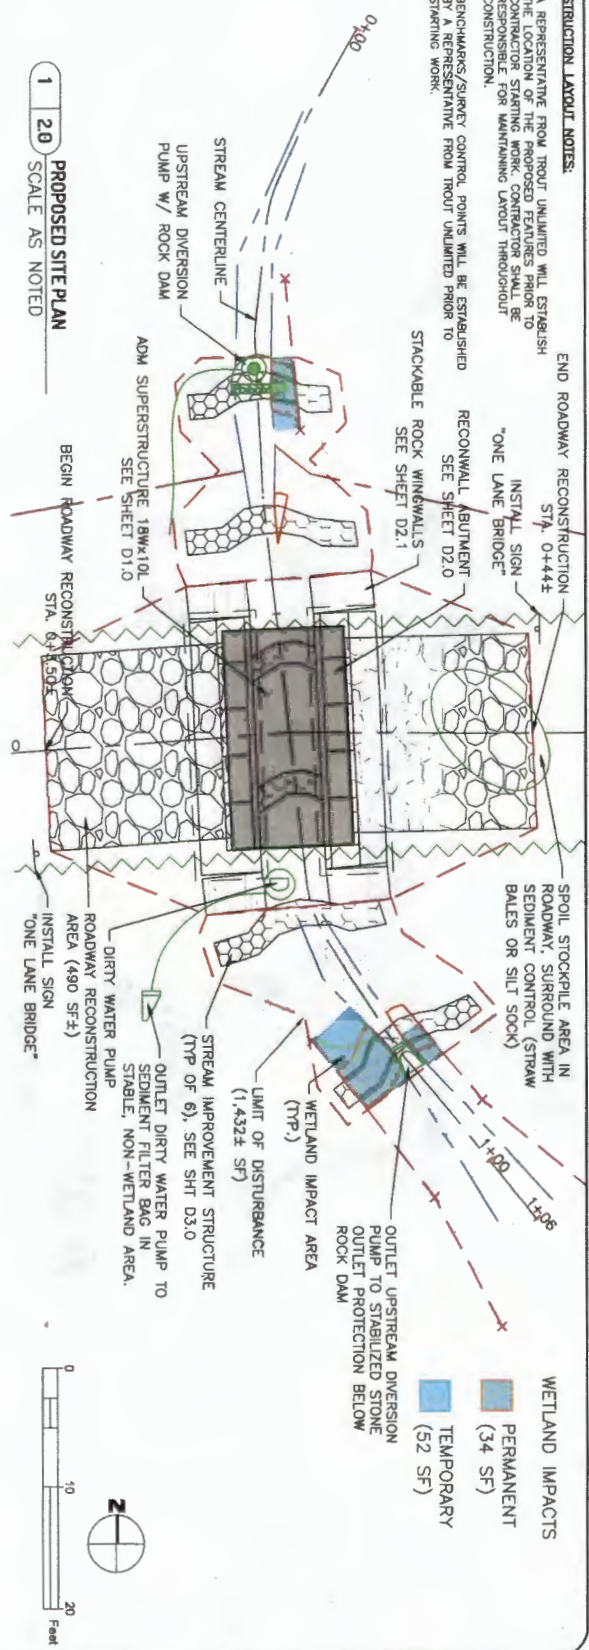 STRUCTION LAYOUT NOTES:
A REPRESENTATIVE FROM TROUT UNLIMITED WILL ESTABLISH
THE LOCATION OF THE PROPOSED FEATURES PRIOR TO
CONTRACTOR STARTING WORK. CONTRACTOR SHALL BE
RESPONSIBLE FOR MAINTAINING LAYOUT THROUGHOUT
CONSTRUCTION.
BENCHMARKS/SURVEY CONTROL POINTS WILL BE ESTABLISHED
BY A REPRESENTATIVE FROM TROUT UNLIMITED PRIOR TO
STARTING WORK.
END ROADWAY RECONSTRUCTION
STA. 0+44±
INSTALL SIGN
"ONE LANE BRIDGE"
RECONWALL ABUTMENT
SEE SHEET D2.0
STACKABLE ROCK WINGWALLS
SEE SHEET D2.1
SPOIL STOCKPILE AREA IN
ROADWAY, SURROUND WITH
SEDIMENT CONTROL (STRAW
BALES OR SILT SOCK)
0+00
STREAM CENTERLINE
UPSTREAM DIVERSION
PUMP W/ ROCK DAM
ADM SUPERSTRUCTURE 18Wx10L
SEE SHEET D1.0
BEGIN ROADWAY RECONSTRUCTION
STA.
INSTALL SIGN
"ONE LANE BRIDGE"
ROADWAY RECONSTRUCTION
AREA (490 SF±)
DIRTY WATER PUMP
OUTLET DIRTY WATER PUMP TO
SEDIMENT FILTER BAG IN
STABLE, NON-WETLAND AREA.
STREAM IMPROVEMENT STRUCTURE
(TYP OF 6), SEE SHT D3.0
LIMIT OF DISTURBANCE
(1,432± SF)
WETLAND IMPACT AREA
(TYP.)
OUTLET UPSTREAM DIVERSION
PUMP TO STABILIZED STONE
OUTLET PROTECTION BELOW
ROCK DAM
1+00
1+06
WETLAND IMPACTS
PERMANENT
(34 SF)
TEMPORARY
(52 SF)
1 2.0
PROPOSED SITE PLAN
SCALE AS NOTED
N
0 10 20
Feet